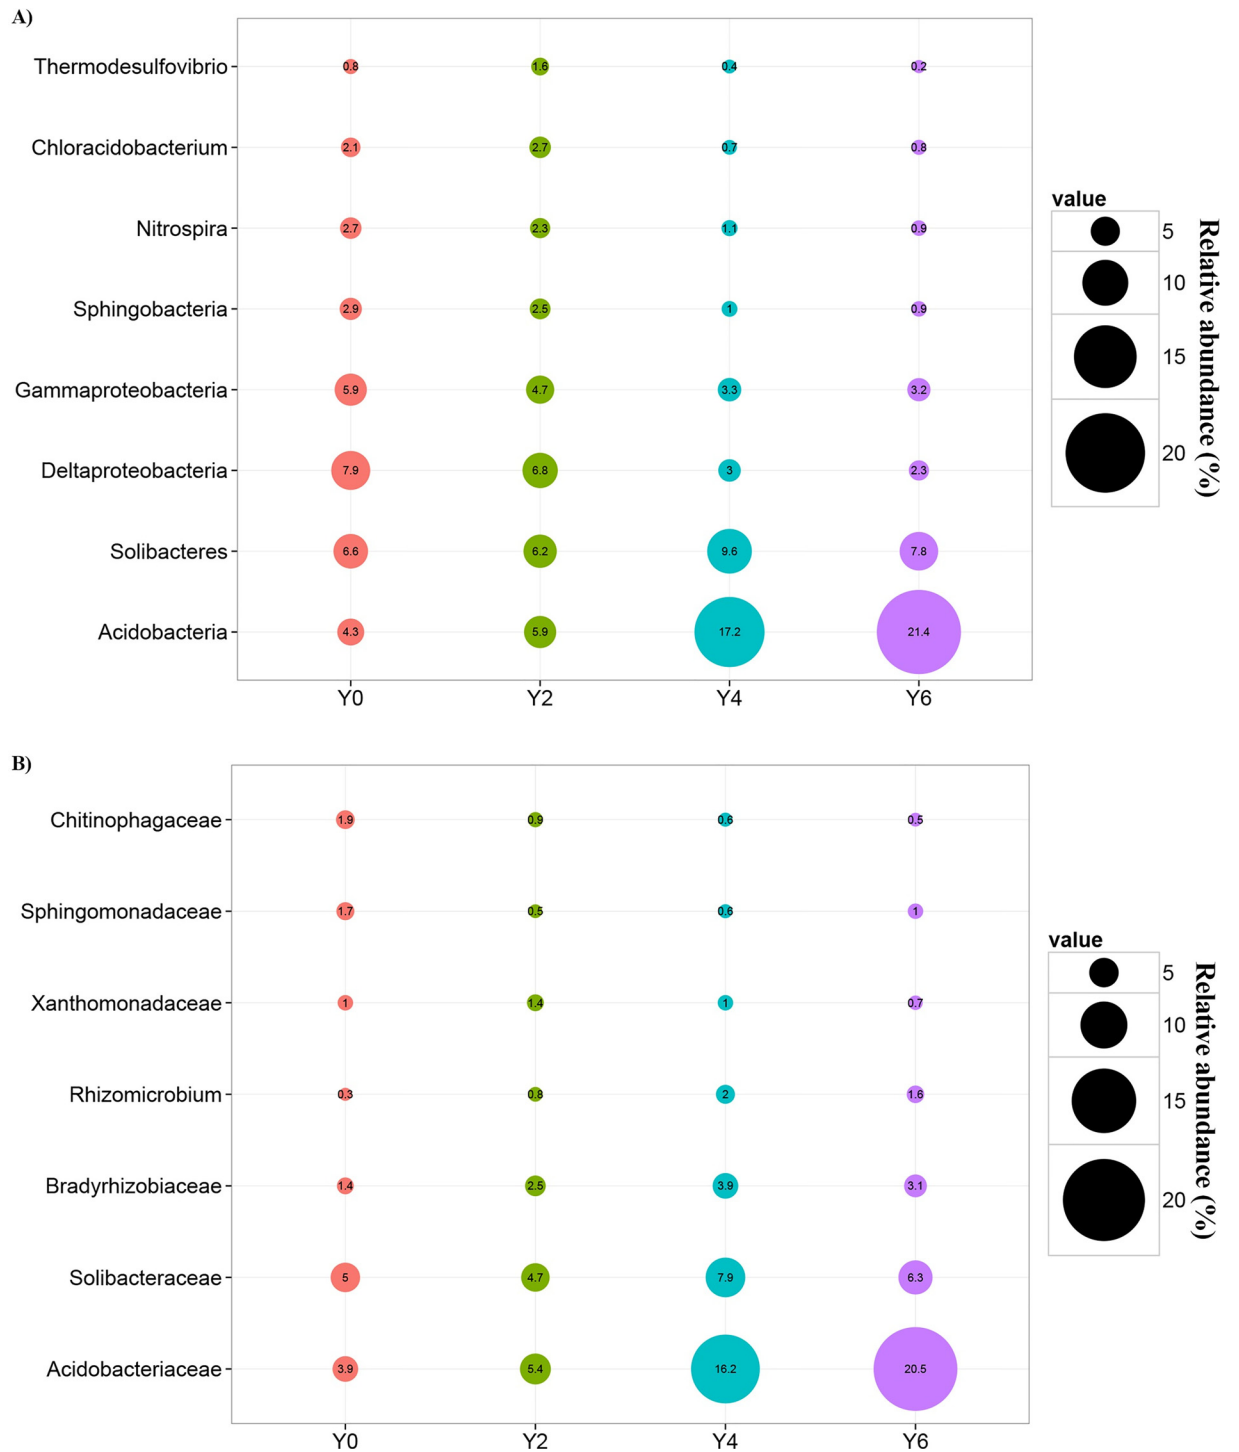 A)
Thermodesulfovibrio 0.8 1.6 0.4 0.2
Chloracidobacterium 2.1 2.7 0.7 0.8
Nitrospira 2.7 2.3 1.1 0.9
Sphingobacteria 2.9 2.5 1 0.9
Gammaproteobacteria 5.9 4.7 3.3 3.2
Deltaproteobacteria 7.9 6.8 3 2.3
Solibacteres 6.6 6.2 9.6 7.8
Acidobacteria 4.3 5.9 17.2 21.4
Y0 Y2 Y4 Y6
value
5
10
15
20
Relative abundance (%)
B)
Chitinophagaceae 1.9 0.9 0.6 0.5
Sphingomonadaceae 1.7 0.5 0.6 1
Xanthomonadaceae 1 1.4 1 0.7
Rhizomicrobium 0.3 0.8 2 1.6
Bradyrhizobiaceae 1.4 2.5 3.9 3.1
Solibacteraceae 5 4.7 7.9 6.3
Acidobacteriaceae 3.9 5.4 16.2 20.5
Y0 Y2 Y4 Y6
value
5
10
15
20
Relative abundance (%)